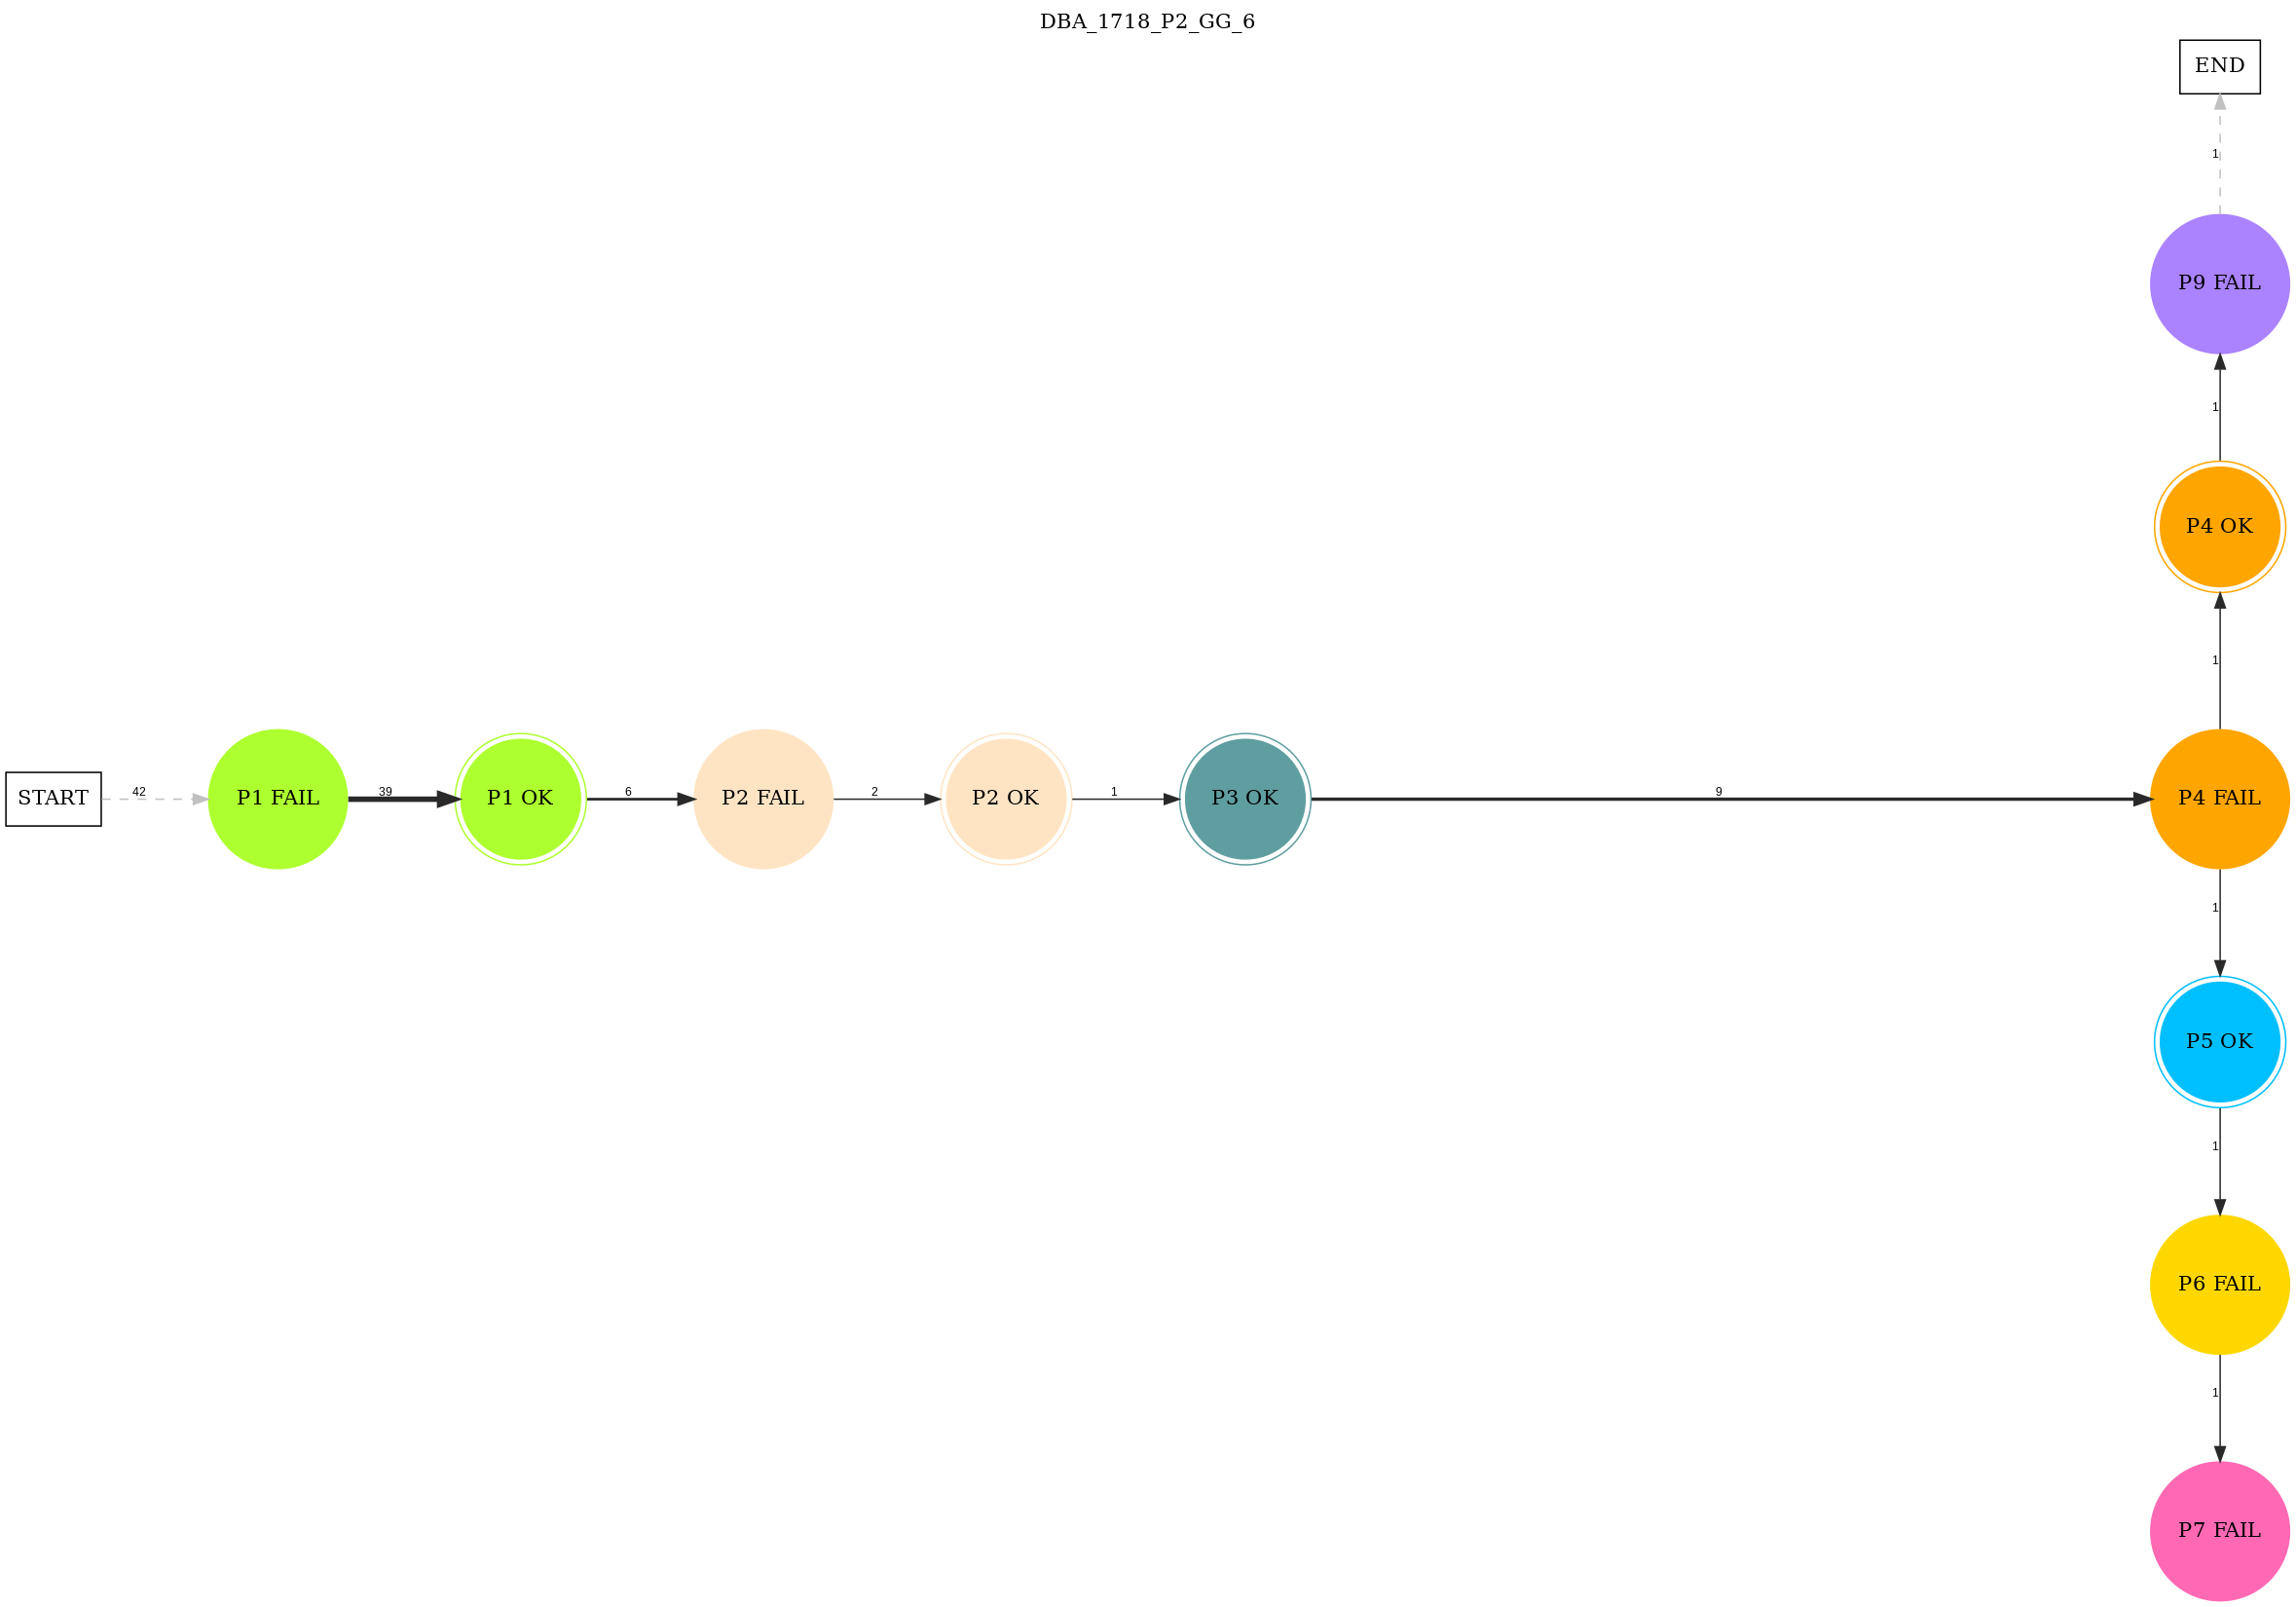 DBA_1718_P2_GG_6
END
1
P9 FAIL
1
P4 OK
1
START
42
P1 FAIL
39
P1 OK
6
P2 FAIL
2
P2 OK
1
P3 OK
9
P4 FAIL
1
P5 OK
1
P6 FAIL
1
P7 FAIL